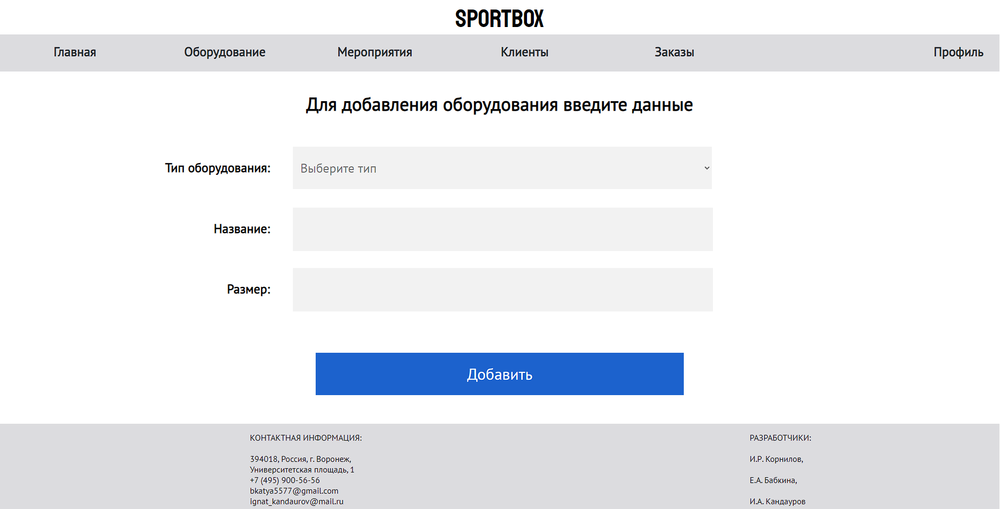 SPORTBOX
Главная Оборудование Мероприятия Клиенты Заказы Профиль
Для добавления оборудования введите данные
Тип оборудования: Выберите тип
Название:
Размер:
Добавить
КОНТАКТНАЯ ИНФОРМАЦИЯ:
394018, Россия, г. Воронеж,
Университетская площадь, 1
+7 (495) 900-56-56
bkatya5577@gmail.com
ignat_kandaurov@mail.ru
РАЗРАБОТЧИКИ:
И.Р. Корнилов,
Е.А. Бабкина,
И.А. Кандауров